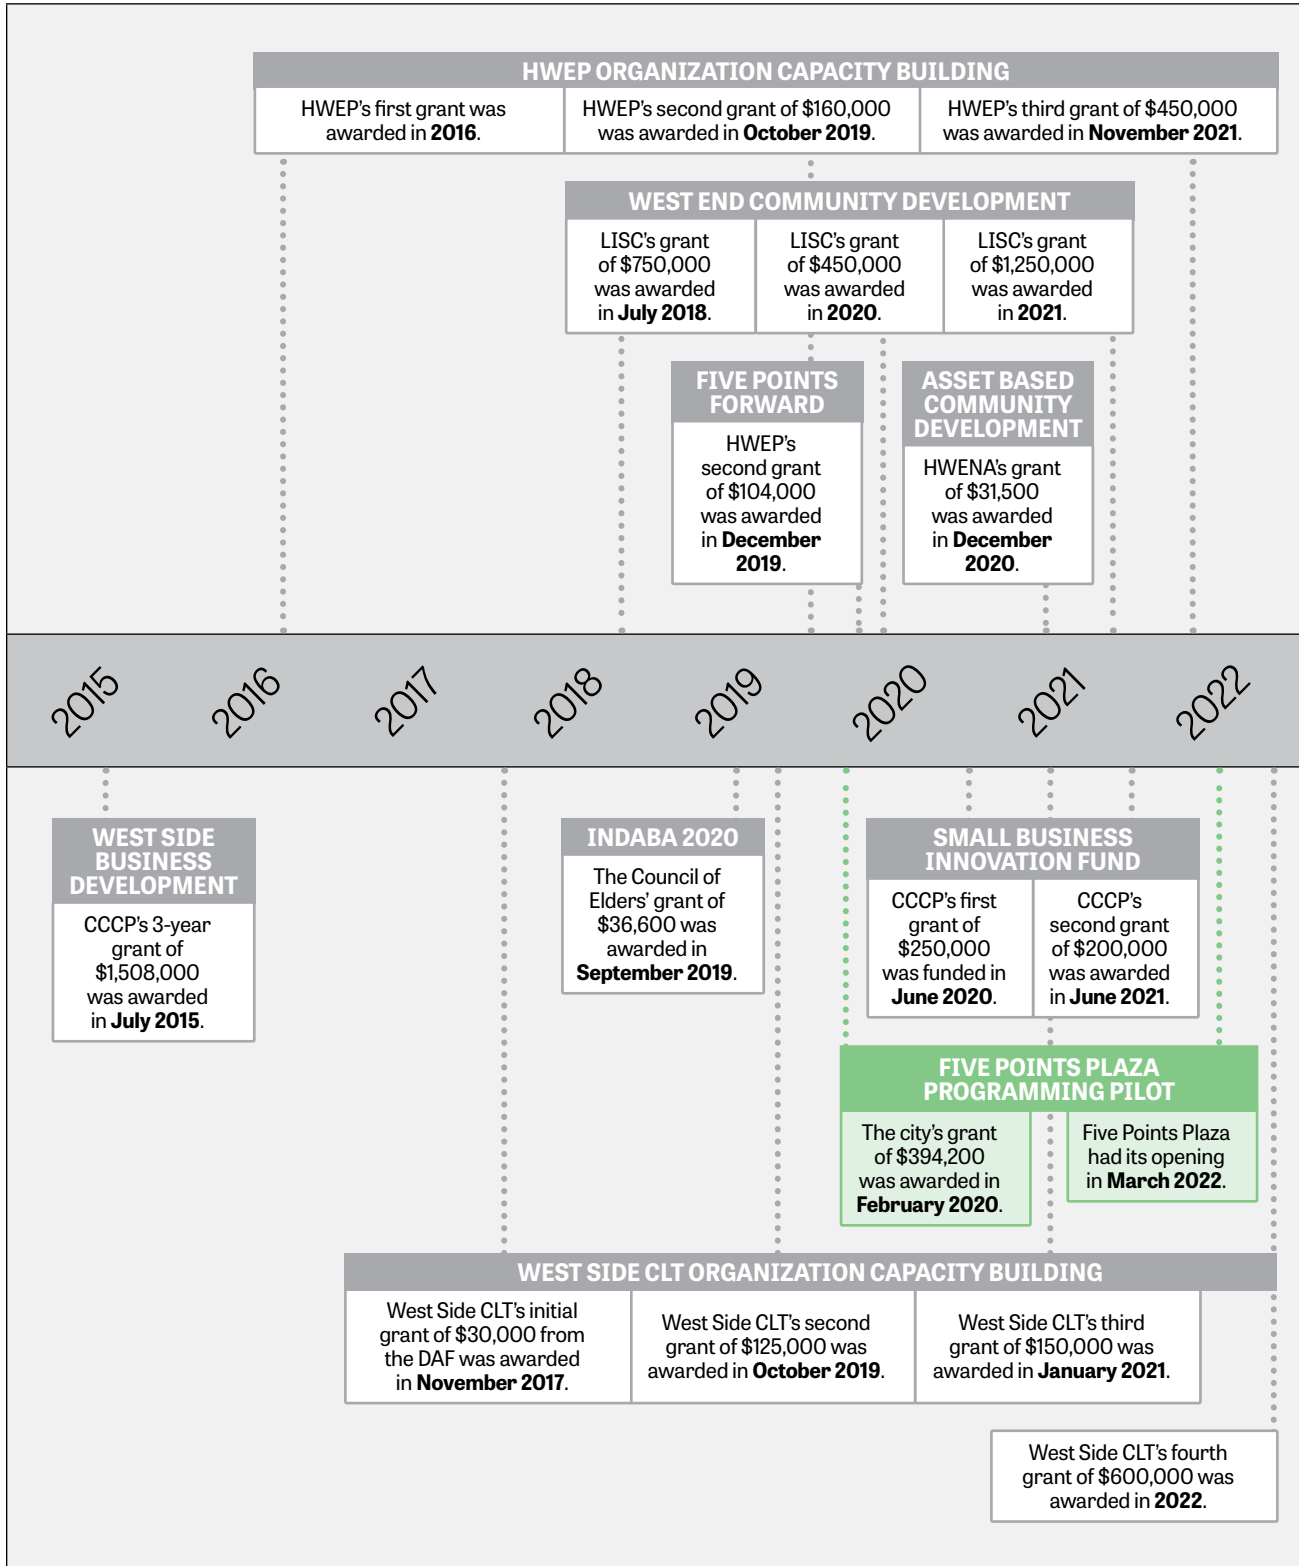 HWEP ORGANIZATION CAPACITY BUILDING
HWEP's first grant was
awarded in 2016.
HWEP's second grant of $160,000
was awarded in October 2019.
HWEP's third grant of $450,000
was awarded in November 2021.
WEST END COMMUNITY DEVELOPMENT
LISC's grant
of $750,000
was awarded
in July 2018.
LISC's grant
of $450,000
was awarded
in 2020.
LISC's grant
of $1,250,000
was awarded
in 2021.
FIVE POINTS
FORWARD
HWEP's
second grant
of $104,000
was awarded
in December
2019.
ASSET BASED
COMMUNITY
DEVELOPMENT
HWENA's grant
of $31,500
was awarded
in December
2020.
2015
2016
2017
2018
2019
2020
2021
2022
WEST SIDE
BUSINESS
DEVELOPMENT
CCCP's 3-year
grant of
$1,508,000
was awarded
in July 2015.
INDABA 2020
The Council of
Elders' grant of
$36,600 was
awarded in
September 2019.
SMALL BUSINESS
INNOVATION FUND
CCCP's first
grant of
$250,000
was funded in
June 2020.
CCCP's
second grant
of $200,000
was awarded
in June 2021.
FIVE POINTS PLAZA
PROGRAMMING PILOT
The city's grant
of $394,200
was awarded in
February 2020.
Five Points Plaza
had its opening
in March 2022.
WEST SIDE CLT ORGANIZATION CAPACITY BUILDING
West Side CLT's initial
grant of $30,000 from
the DAF was awarded
in November 2017.
West Side CLT's second
grant of $125,000 was
awarded in October 2019.
West Side CLT's third
grant of $150,000 was
awarded in January 2021.
West Side CLT's fourth
grant of $600,000 was
awarded in 2022.